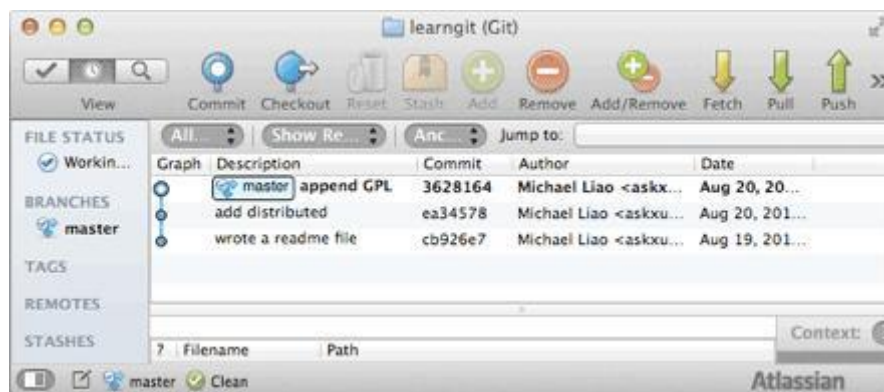 learngit (Git)
View Commit Checkout Reset Stash Add Remove Add/Remove Fetch Pull Push »
FILE STATUS
Workin...
BRANCHES
master
TAGS
REMOTES
STASHES
All... Show Re... Anc... Jump to:
Graph Description Commit Author Date
master append GPL 3628164 Michael Liao <askx... Aug 20, 20...
add distributed ea34578 Michael Liao <askxu... Aug 20, 201...
wrote a readme file cb926e7 Michael Liao <askxu... Aug 19, 201...
Context:
? Filename Path
master Clean
Atlassian